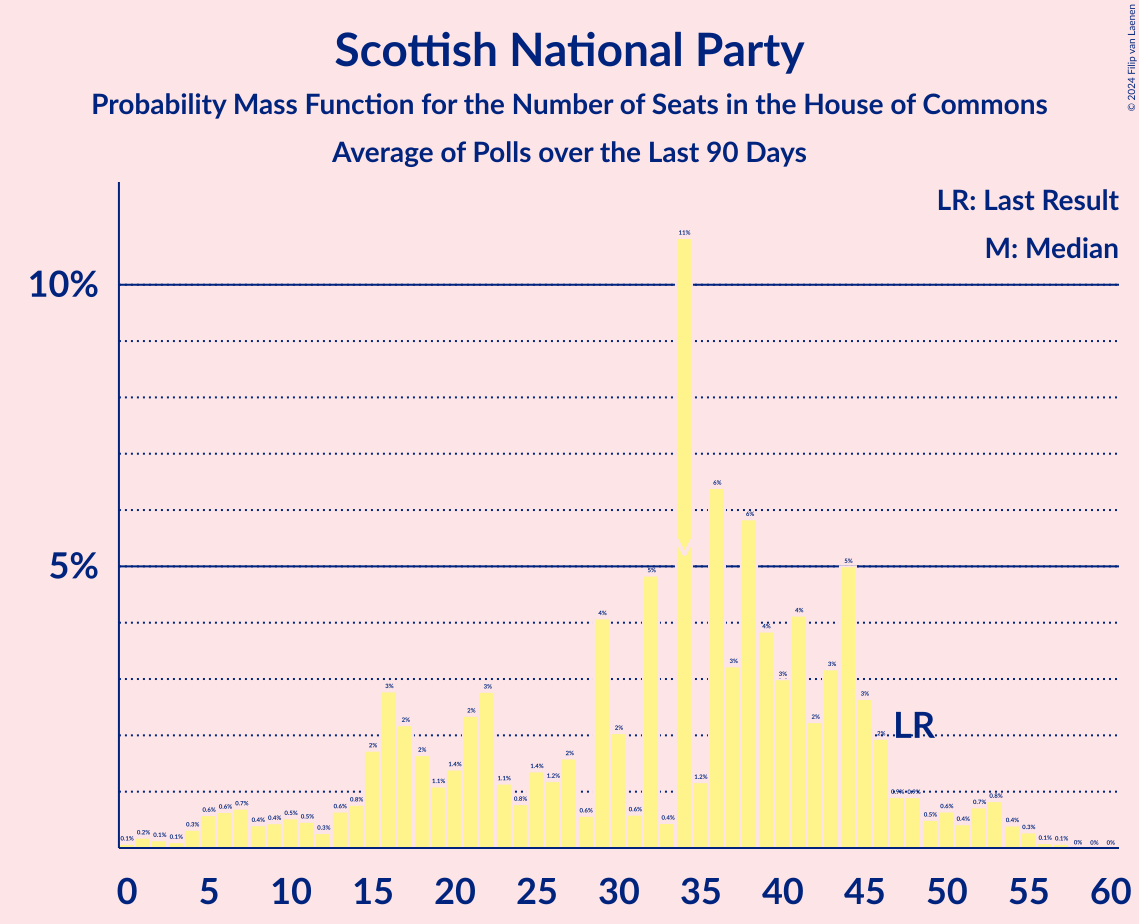 Scottish National Party
Probability Mass Function for the Number of Seats in the House of Commons
Average of Polls over the Last 90 Days
© 2024 Filip van Laenen
LR: Last Result
M: Median
10%
5%
0.1% 0.2% 0.1% 0.1% 0.3% 0.6% 0.6% 0.7% 0.4% 0.4% 0.5% 0.5% 0.3% 0.6% 0.8% 2% 3% 2% 2% 1.1% 1.4% 2% 3% 1.1% 0.8% 1.4% 1.2% 2% 0.6% 4% 2% 0.6% 5% 0.4% 11% 1.2% 6% 3% 6% 4% 3% 4% 2% 3% 5% 3% 2% 0.9% 0.9% 0.5% 0.6% 0.4% 0.7% 0.8% 0.4% 0.3% 0.1% 0.1% 0% 0% 0%
LR
0 5 10 15 20 25 30 35 40 45 50 55 60